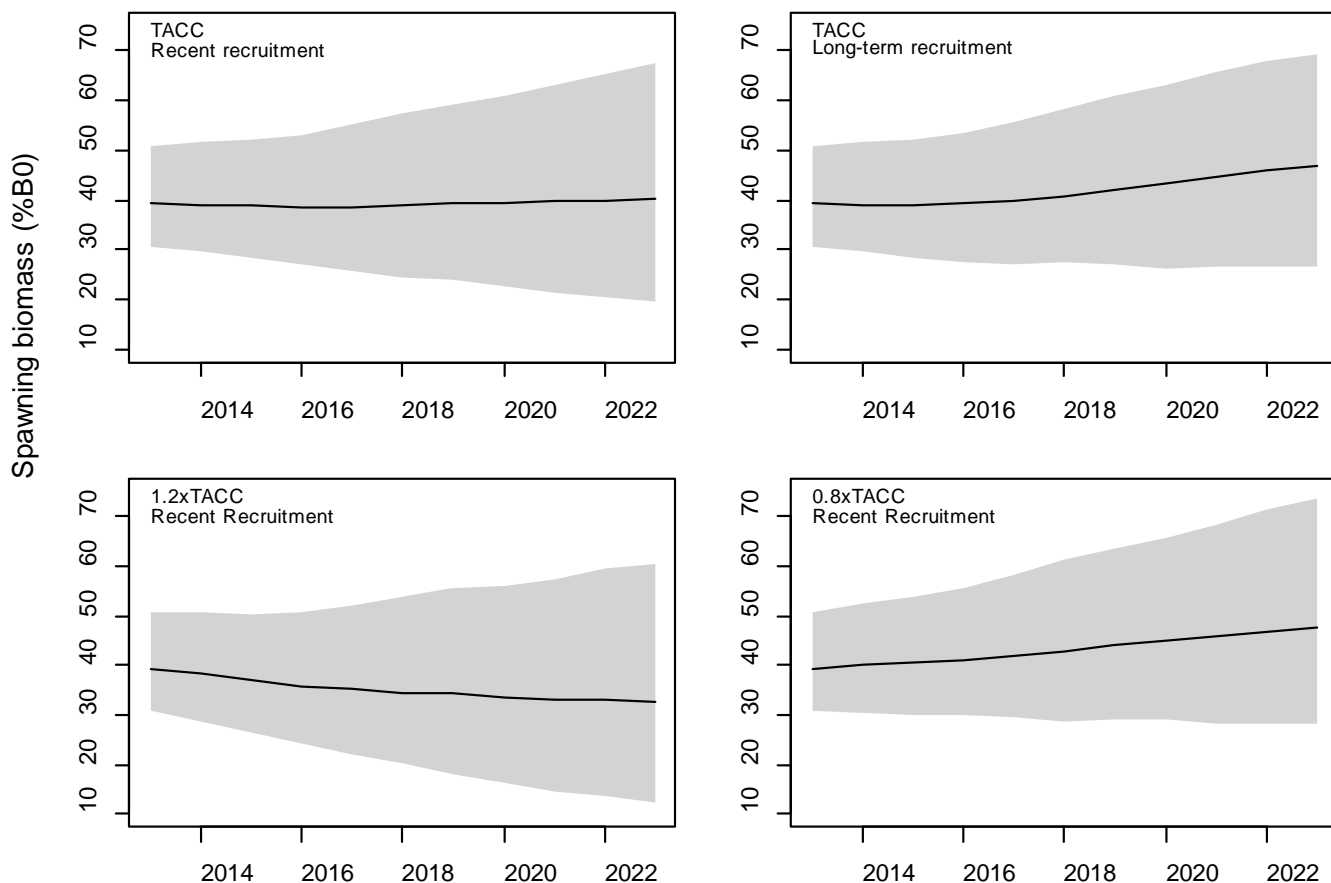 Spawning biomass (%B0)
TACC
Recent recruitment
70
60
50
40
30
20
10
2014 2016 2018 2020 2022
TACC
Long-term recruitment
70
60
50
40
30
20
10
2014 2016 2018 2020 2022
1.2xTACC
Recent Recruitment
70
60
50
40
30
20
10
2014 2016 2018 2020 2022
0.8xTACC
Recent Recruitment
70
60
50
40
30
20
10
2014 2016 2018 2020 2022